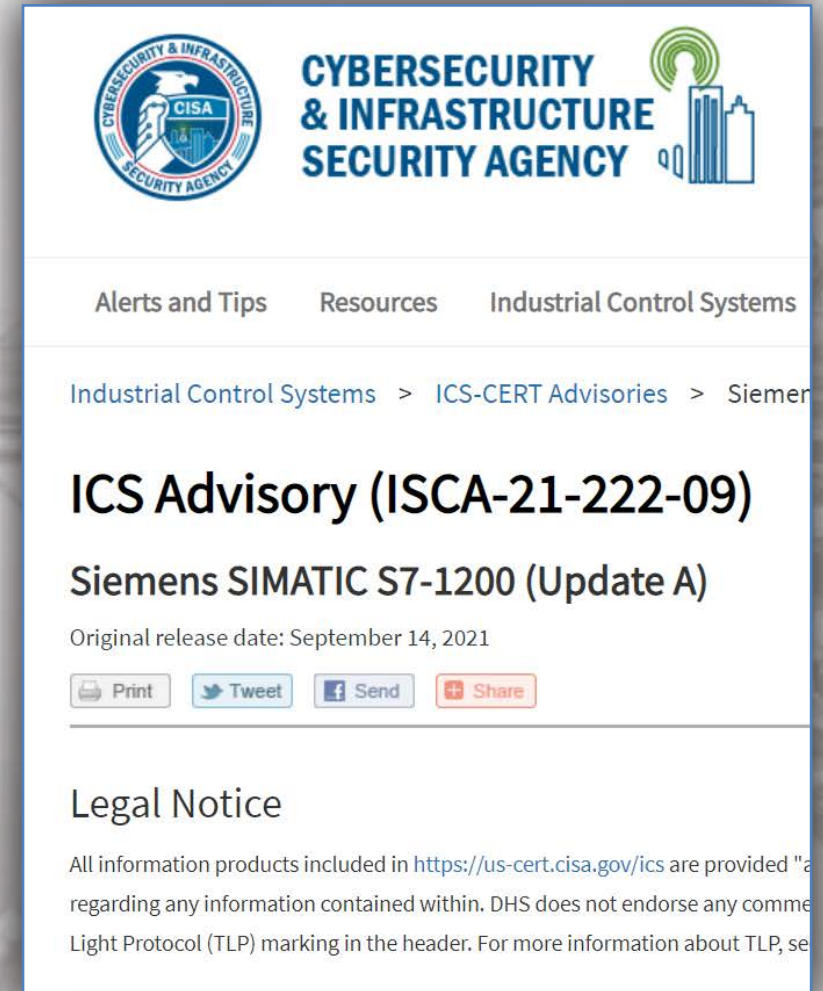 CYBERSECURITY & INFRASTRUCTURE
CISA
SECURITY AGENCY
CYBERSECURITY
& INFRASTRUCTURE
SECURITY AGENCY
Alerts and Tips Resources Industrial Control Systems
Industrial Control Systems > ICS-CERT Advisories > Siemen
ICS Advisory (ISCA-21-222-09)
Siemens SIMATIC S7-1200 (Update A)
Original release date: September 14, 2021
Print Tweet Send Share
Legal Notice
All information products included in https://us-cert.cisa.gov/ics are provided "a
regarding any information contained within. DHS does not endorse any comme
Light Protocol (TLP) marking in the header. For more information about TLP, se